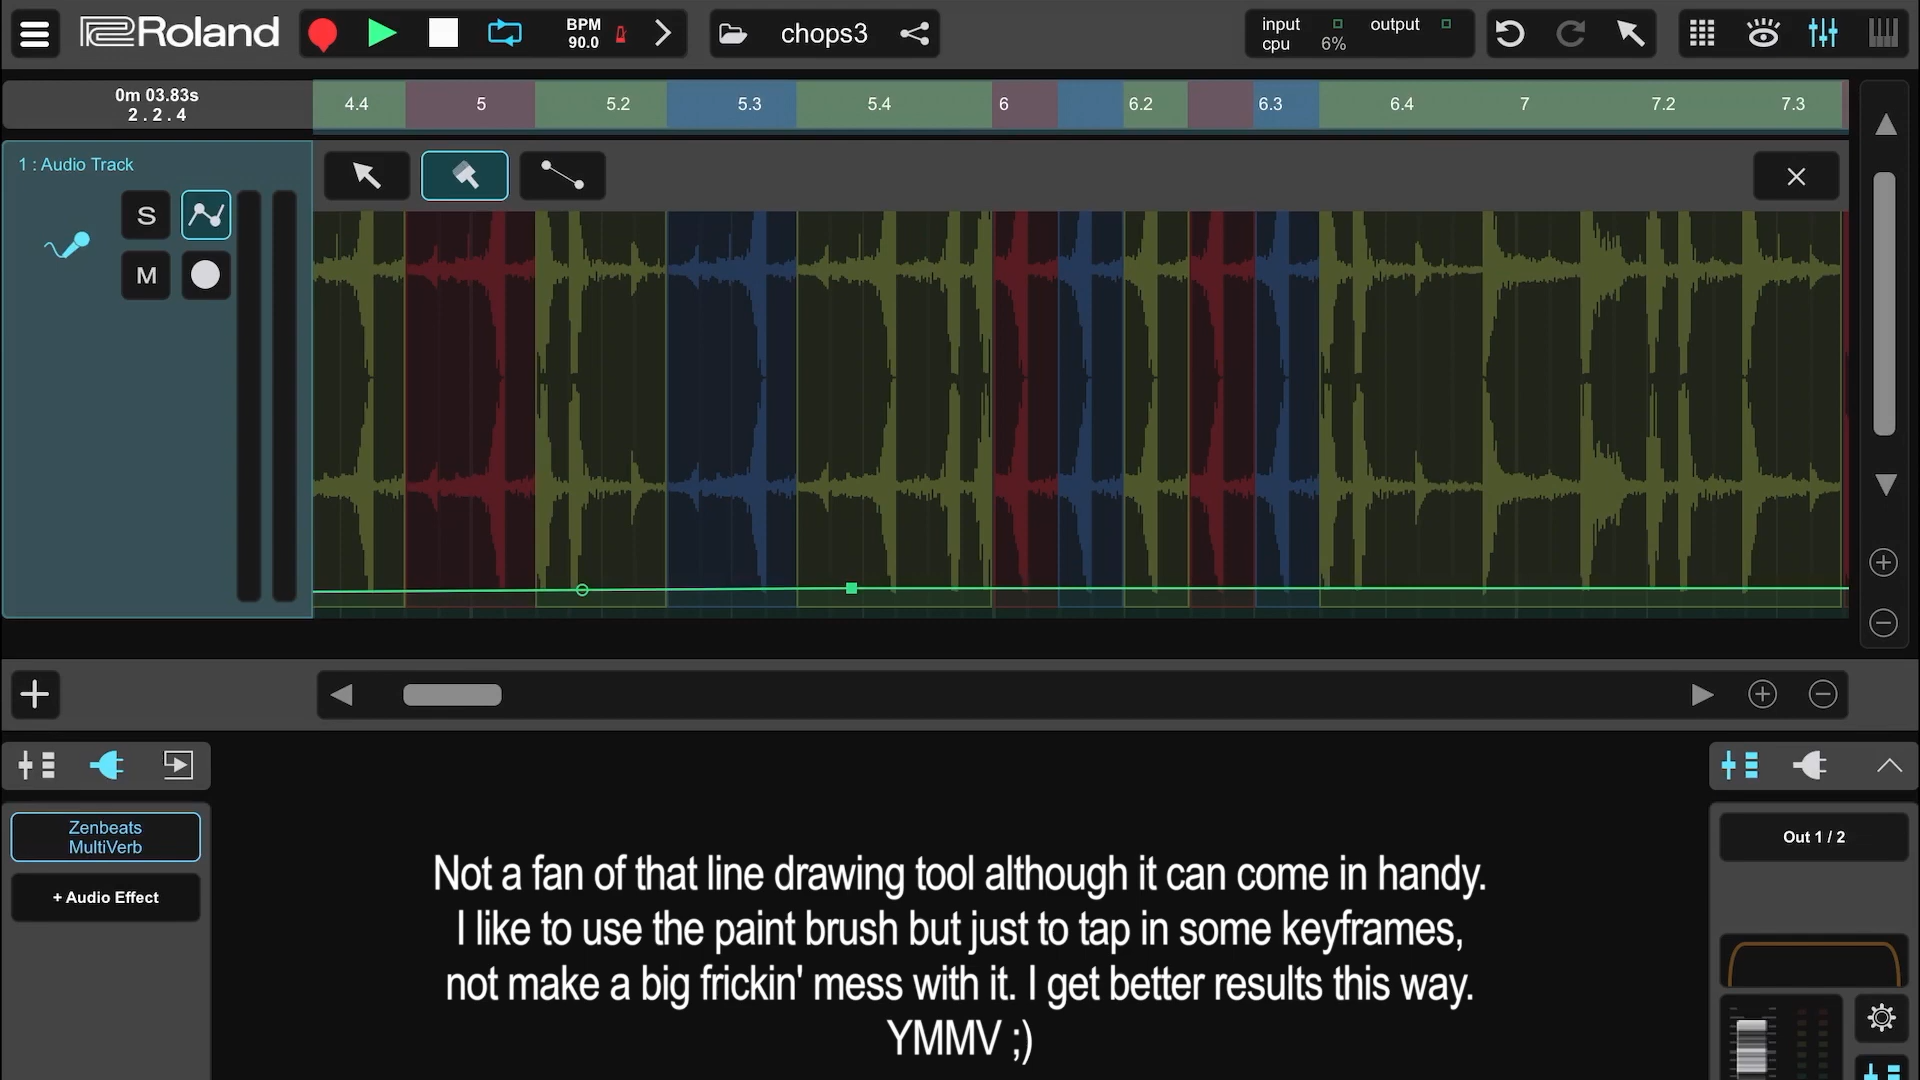 Roland
BPM
90.0
chops3
input
output
cpu
6%
0m 03.83s
2 . 2 . 4
4.4
5
5.2
5.3
5.4
6
6.2
6.3
6.4
7
7.2
7.3
1 : Audio Track
S
M
Zenbeats
MultiVerb
+ Audio Effect
Out 1 / 2
Not a fan of that line drawing tool although it can come in handy.
I like to use the paint brush but just to tap in some keyframes,
not make a big frickin' mess with it. I get better results this way.
YMMV ;)